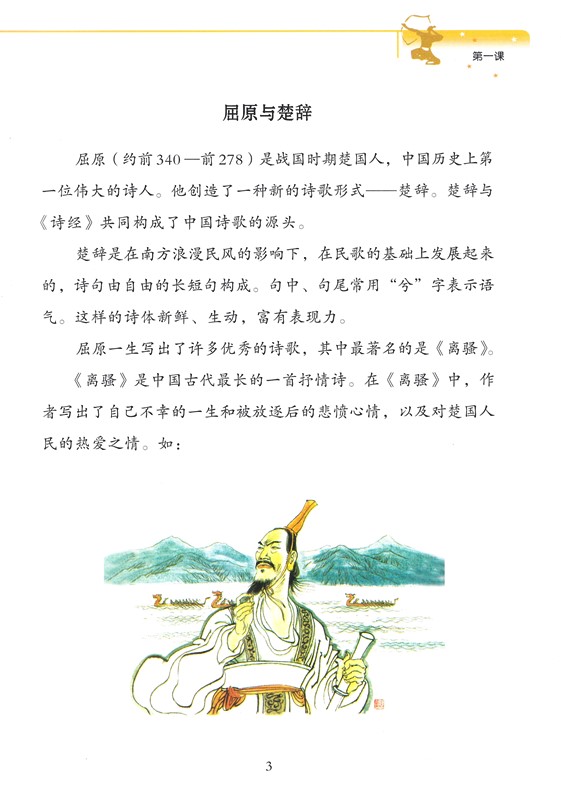 第一课
屈原与楚辞
屈原（约前340—前278）是战国时期楚国人，中国历史上第
一位伟大的诗人。他创造了一种新的诗歌形式——楚辞。楚辞与
《诗经》共同构成了中国诗歌的源头。
楚辞是在南方浪漫民风的影响下，在民歌的基础上发展起来
的，诗句由自由的长短句构成。句中、句尾常用“兮”字表示语
气。这样的诗体新鲜、生动，富有表现力。
屈原一生写出了许多优秀的诗歌，其中最著名的是《离骚》。
《离骚》是中国古代最长的一首抒情诗。在《离骚》中，作
者写出了自己不幸的一生和被放逐后的悲愤心情，以及对楚国人
民的热爱之情。如：
3